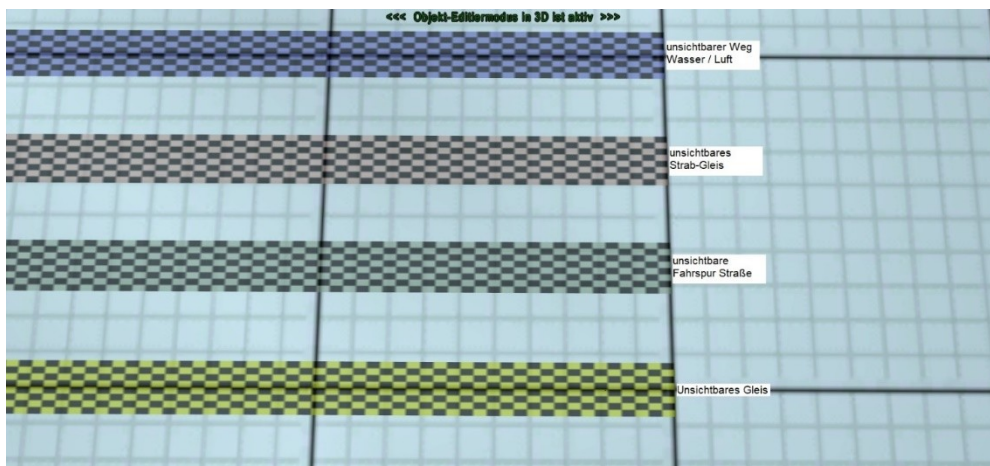 <<< Objekt-Editiermodus in 3D ist aktiv >>>
unsichtbarer Weg
Wasser / Luft
unsichtbares
Strab-Gleis
unsichtbare
Fahrspur Straße
Unsichtbares Gleis